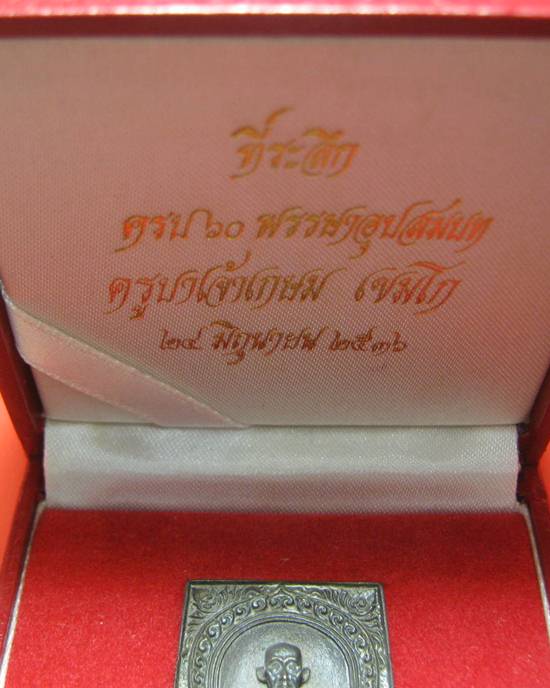 ที่ระลึก
ครบ ๖๐ พรรษาอุปสมบท
ครูบาเจ้าเกษม เขมโก
๒๔ มิถุนายน ๒๕๓๖